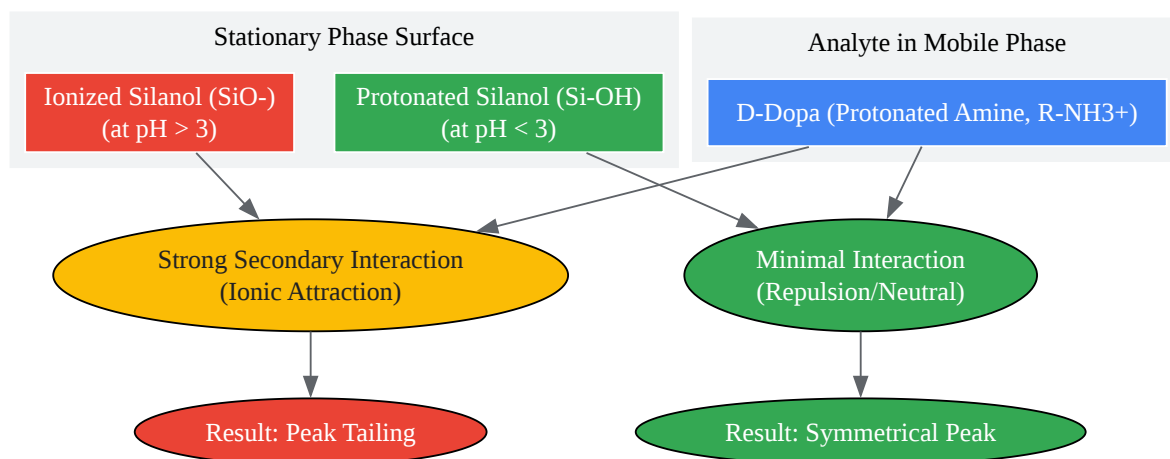 Stationary Phase Surface
Analyte in Mobile Phase
Ionized Silanol (SiO-)
(at pH > 3)
Protonated Silanol (Si-OH)
(at pH < 3)
D-Dopa (Protonated Amine, R-NH3+)
Strong Secondary Interaction
(Ionic Attraction)
Minimal Interaction
(Repulsion/Neutral)
Result: Peak Tailing
Result: Symmetrical Peak